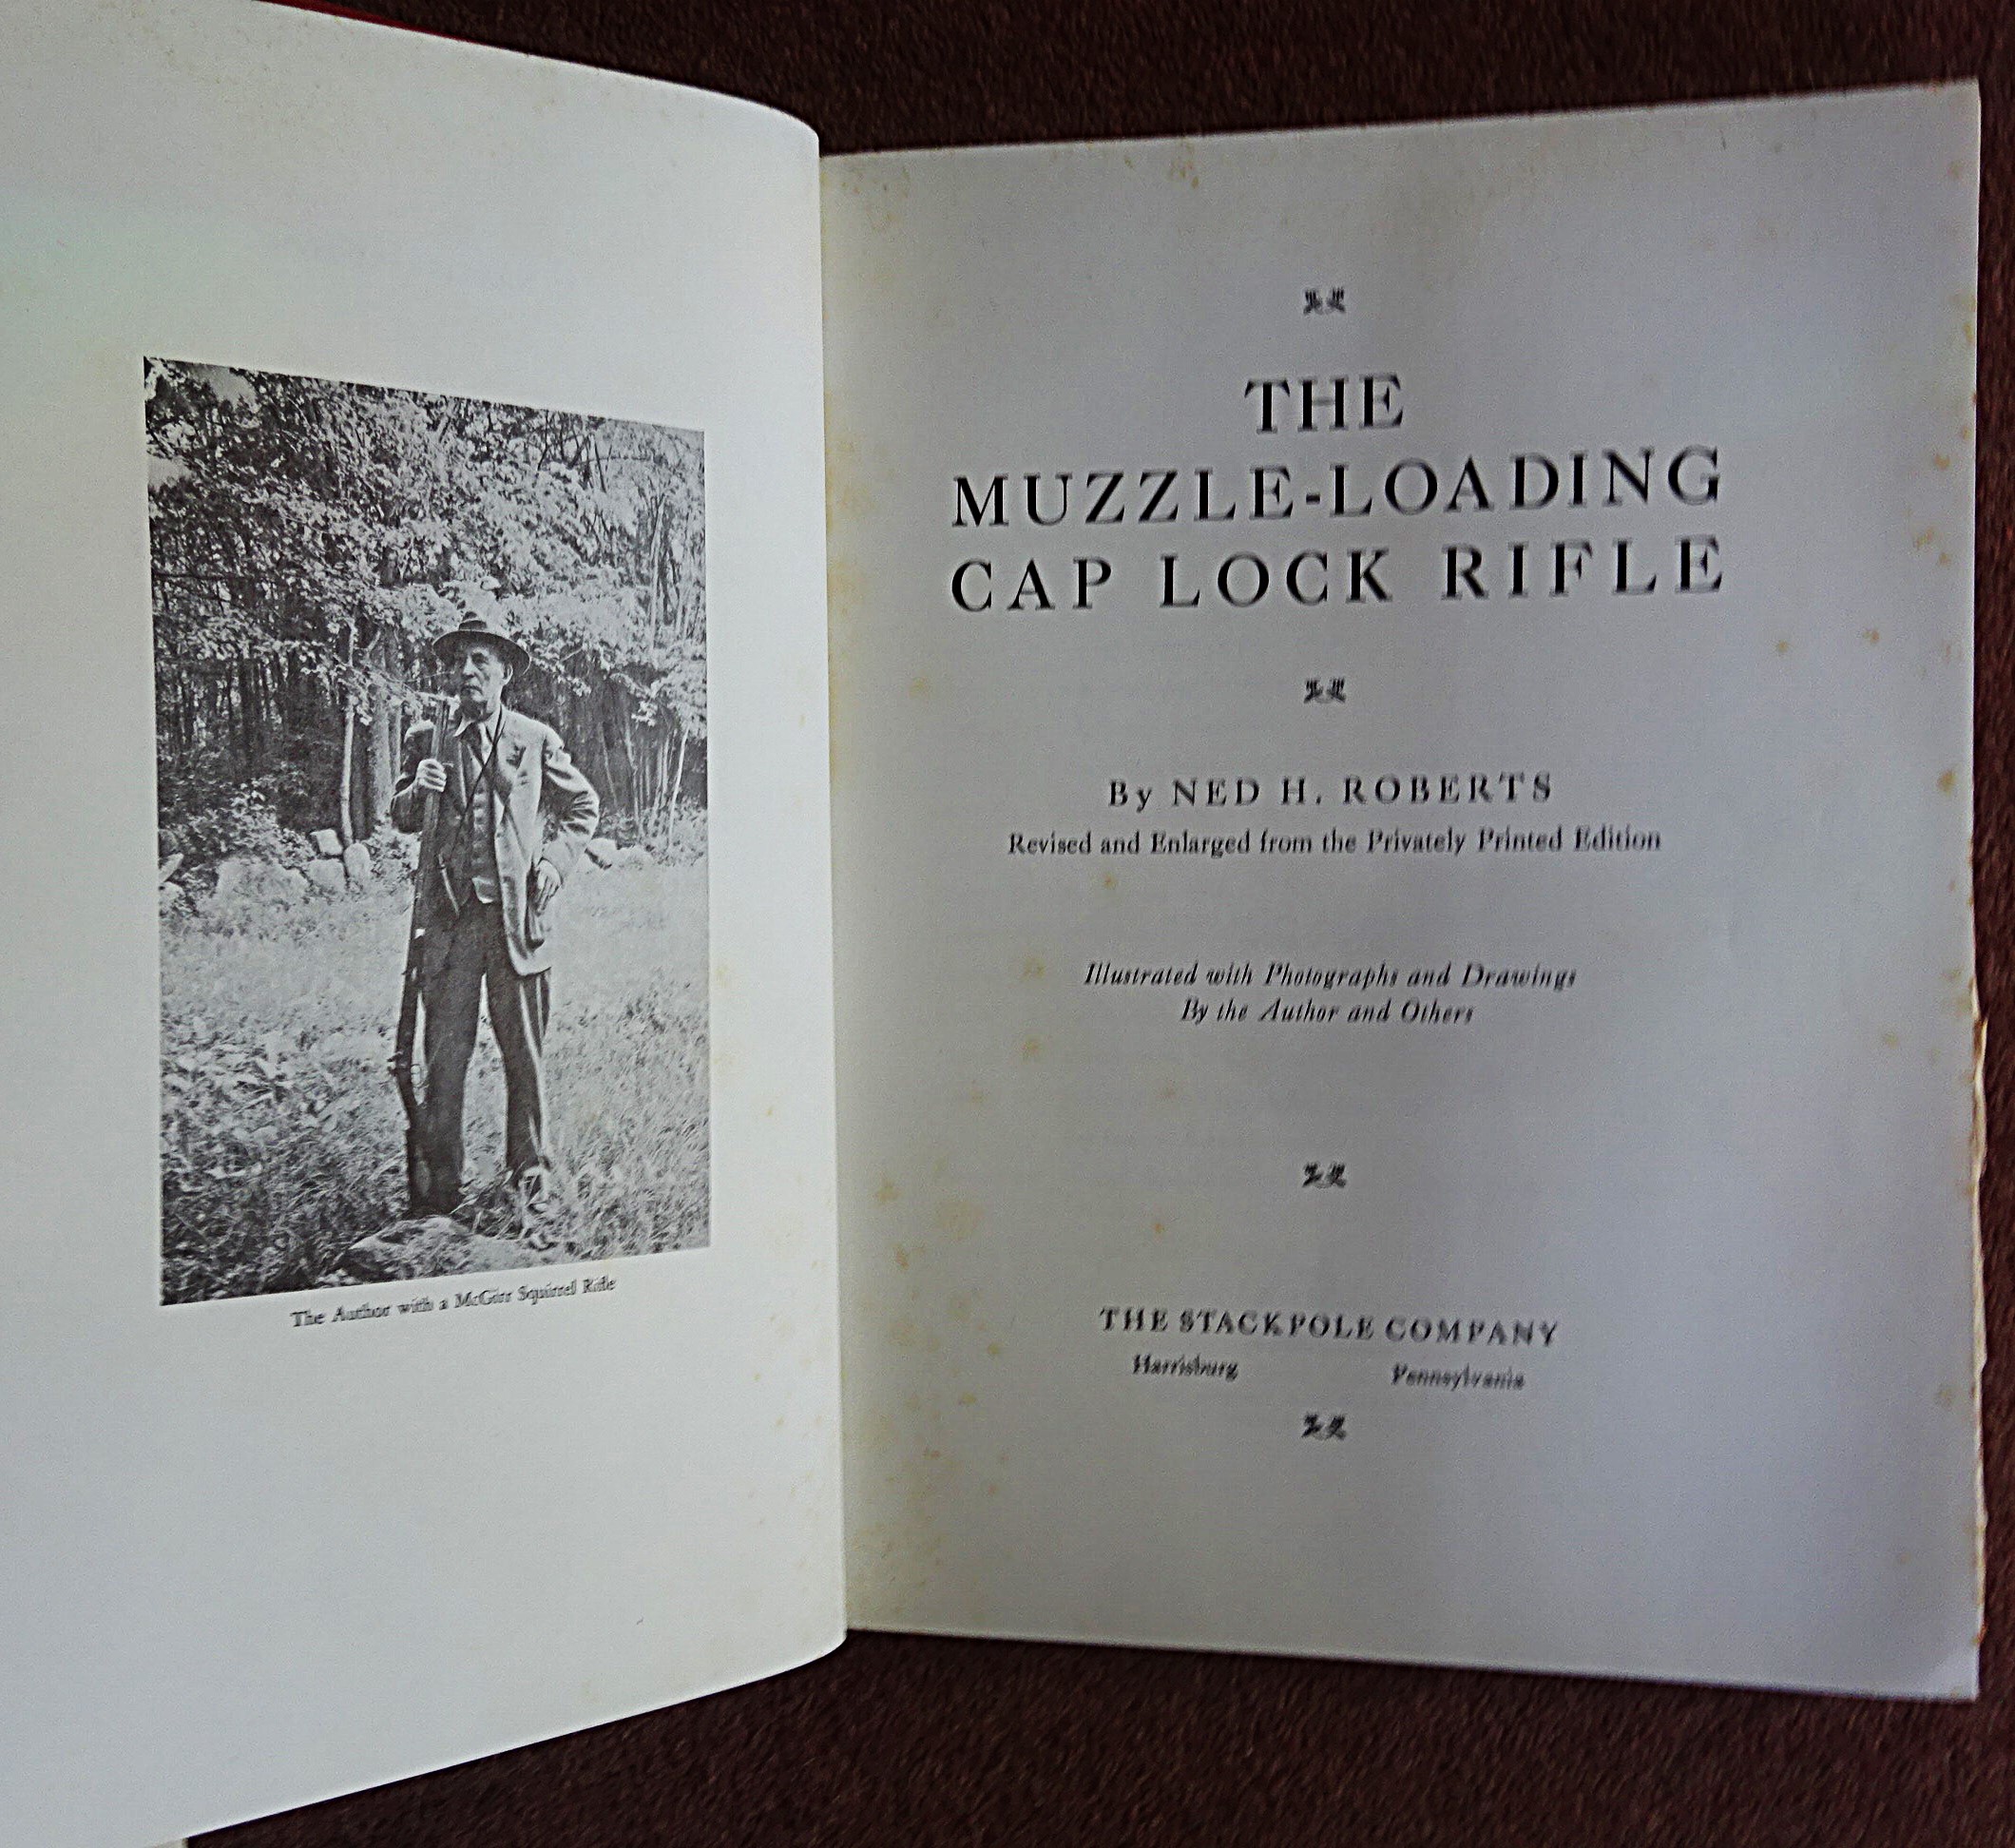 The Author with a McGirr Squirrel Rifle
THE
MUZZLE-LOADING
CAP LOCK RIFLE
By NED H. ROBERTS
Revised and Enlarged from the Privately Printed Edition
Illustrated with Photographs and Drawings
By the Author and Others
THE STACKPOLE COMPANY
Harrisburg Pennsylvania